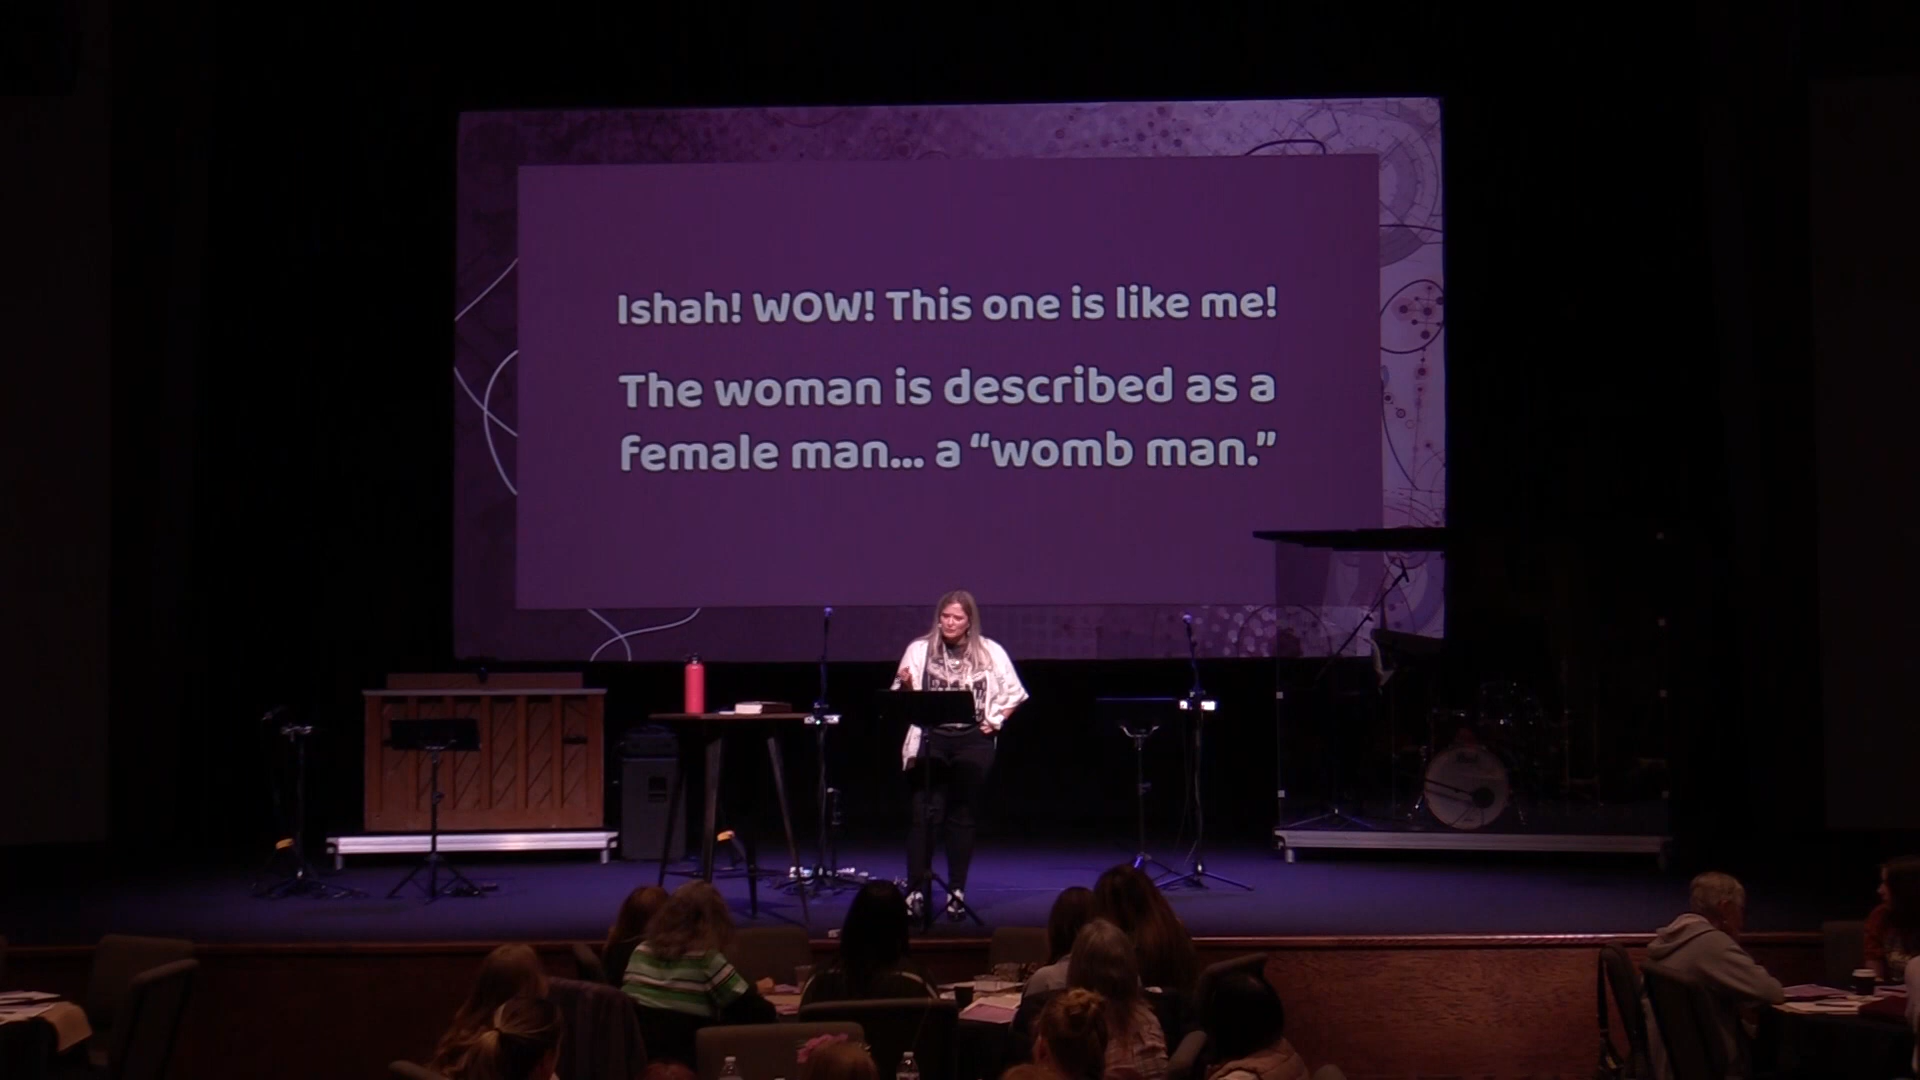 Ishah! WOW! This one is like me!
The woman is described as a
female man... a “womb man.”